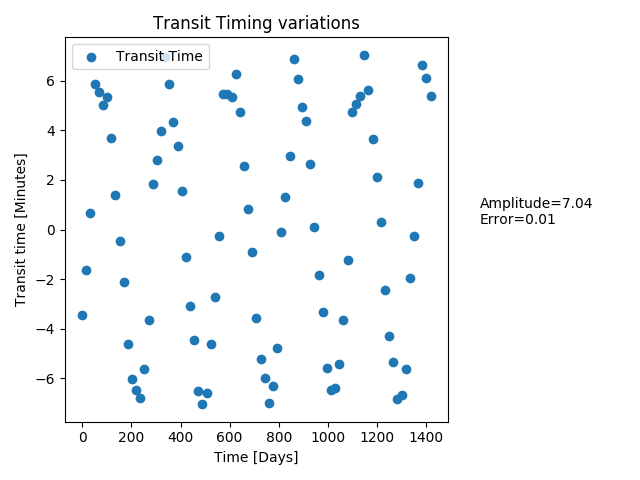 Transit Timing variations
Transit Time
Transit time [Minutes]
6
4
2
0
−2
−4
−6
0 200 400 600 800 1000 1200 1400
Time [Days]
Amplitude=7.04
Error=0.01